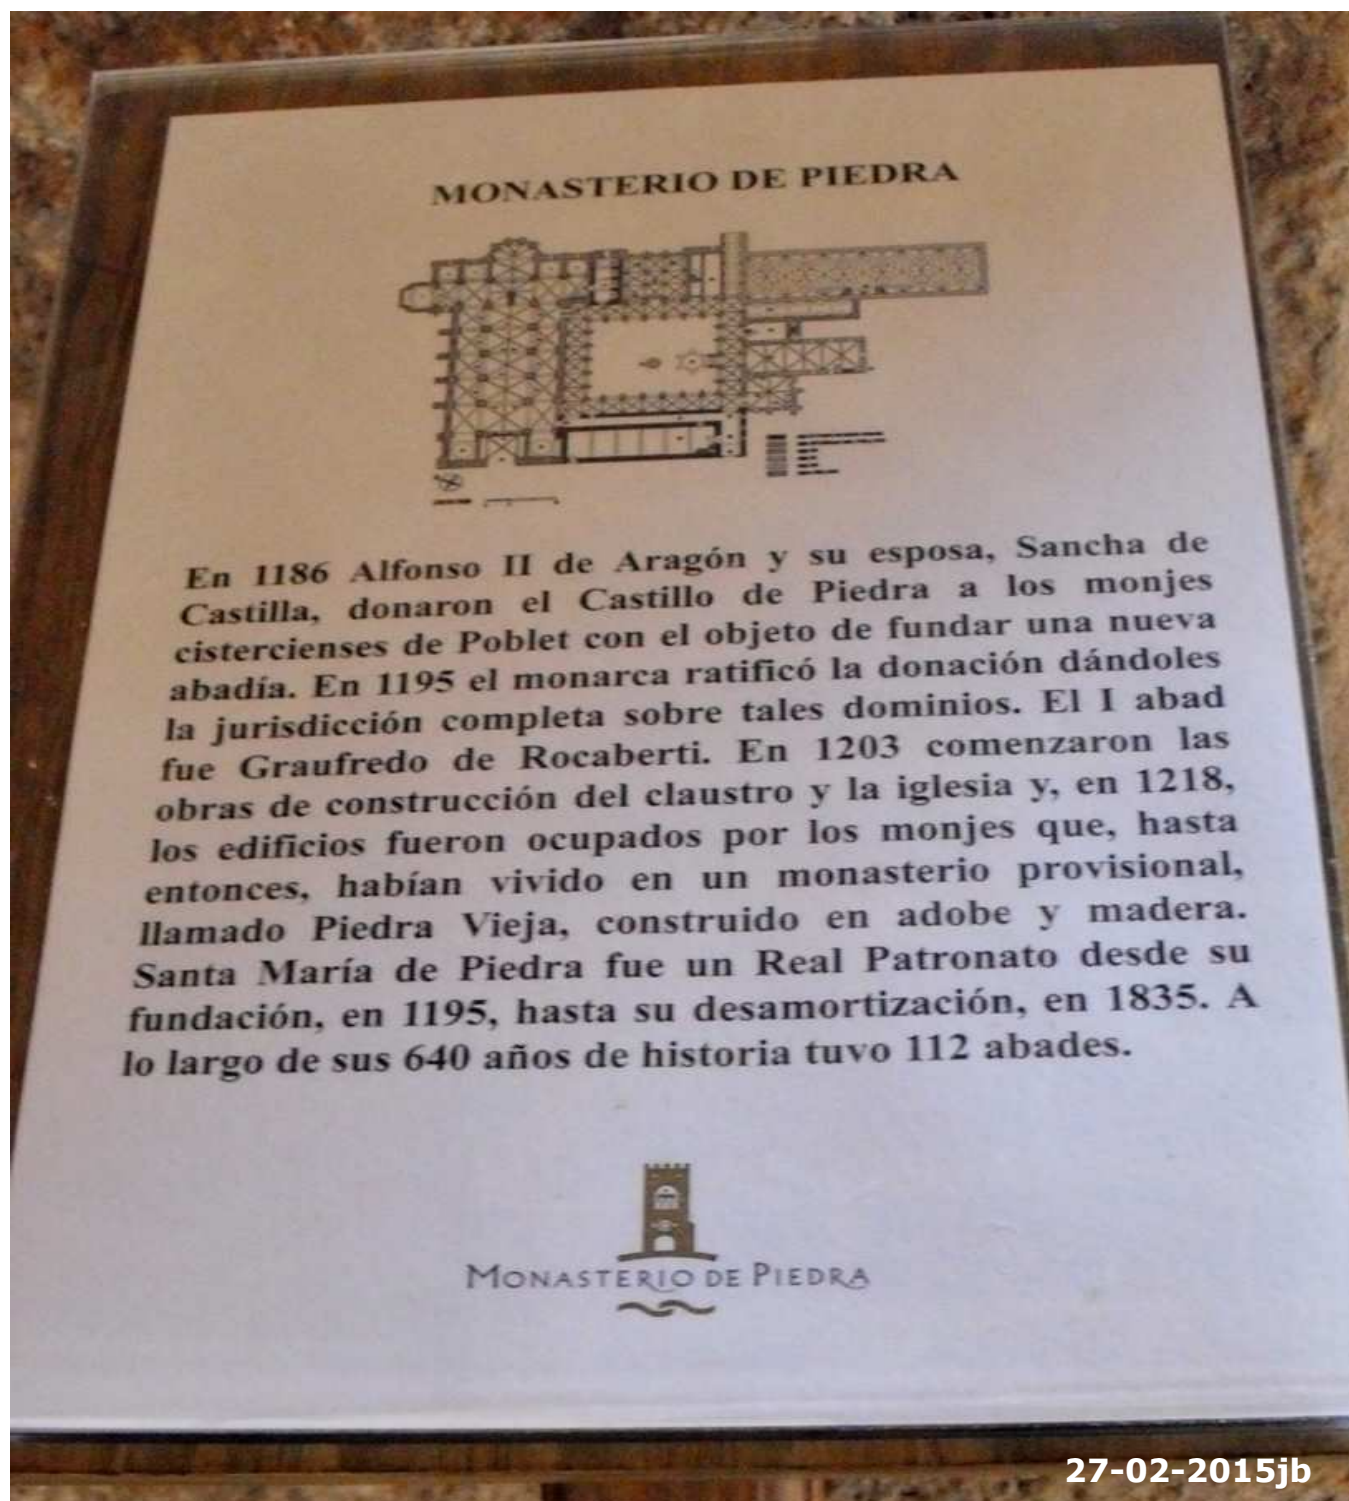 MONASTERIO DE PIEDRA
En 1186 Alfonso II de Aragón y su esposa, Sancha de
Castilla, donaron el Castillo de Piedra a los monjes
cistercienses de Poblet con el objeto de fundar una nueva
abadía. En 1195 el monarca ratificó la donación dándoles
la jurisdicción completa sobre tales dominios. El I abad
fue Graufredo de Rocaberti. En 1203 comenzaron las
obras de construcción del claustro y la iglesia y, en 1218,
los edificios fueron ocupados por los monjes que, hasta
entonces, habían vivido en un monasterio provisional,
llamado Piedra Vieja, construido en adobe y madera.
Santa María de Piedra fue un Real Patronato desde su
fundación, en 1195, hasta su desamortización, en 1835. A
lo largo de sus 640 años de historia tuvo 112 abades.
MONASTERIO DE PIEDRA
27-02-2015jb